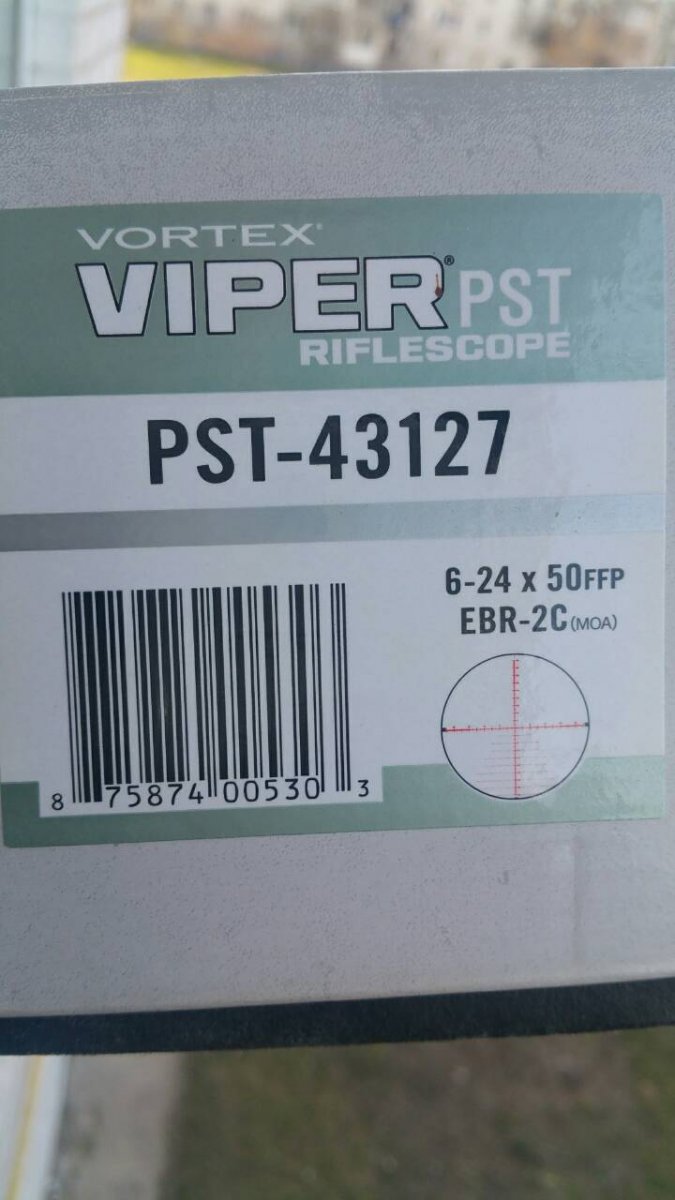 VORTEX®
VIPER® PST
RIFLESCOPE
PST-43127
6-24 x 50FFP
EBR-2C (MOA)
8 75874 00530 3